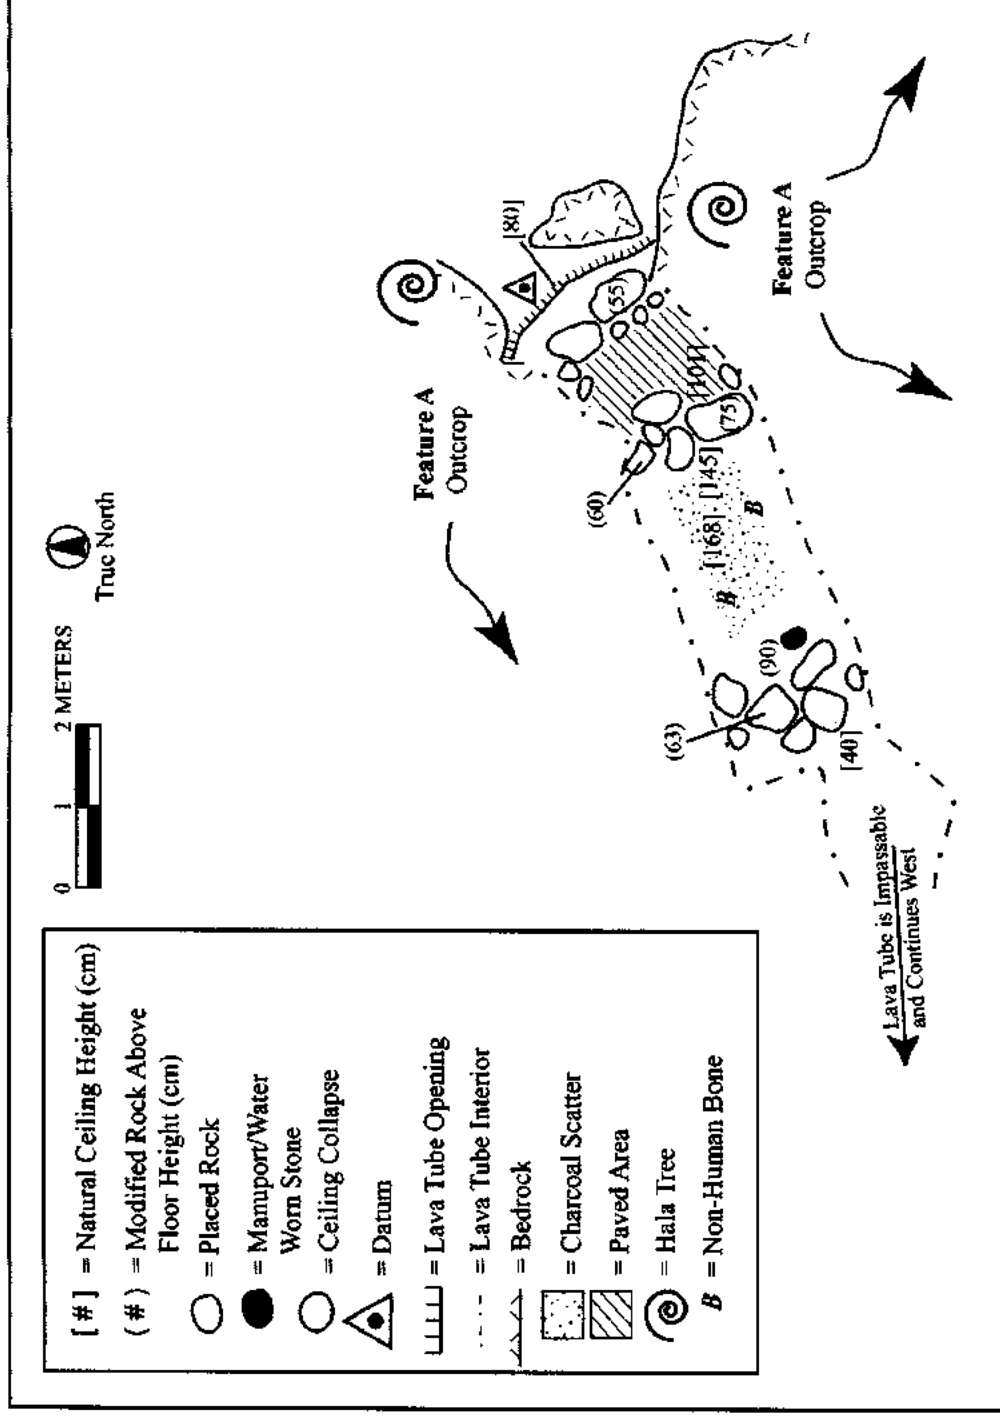 [ # ] = Natural Ceiling Height (cm)
( # ) = Modified Rock Above
Floor Height (cm)
= Placed Rock
= Manuport/Water
Worn Stone
= Ceiling Collapse
= Datum
= Lava Tube Opening
= Lava Tube Interior
= Bedrock
= Charcoal Scatter
= Paved Area
= Hala Tree
B = Non-Human Bone
0 1 2 METERS
True North
Feature A
Outcrop
[80]
(55)
[101]
(75)
(60)
[168]
[145]
B
B
(90)
(63)
[40]
Feature A
Outcrop
Lava Tube is Impassable
and Continues West